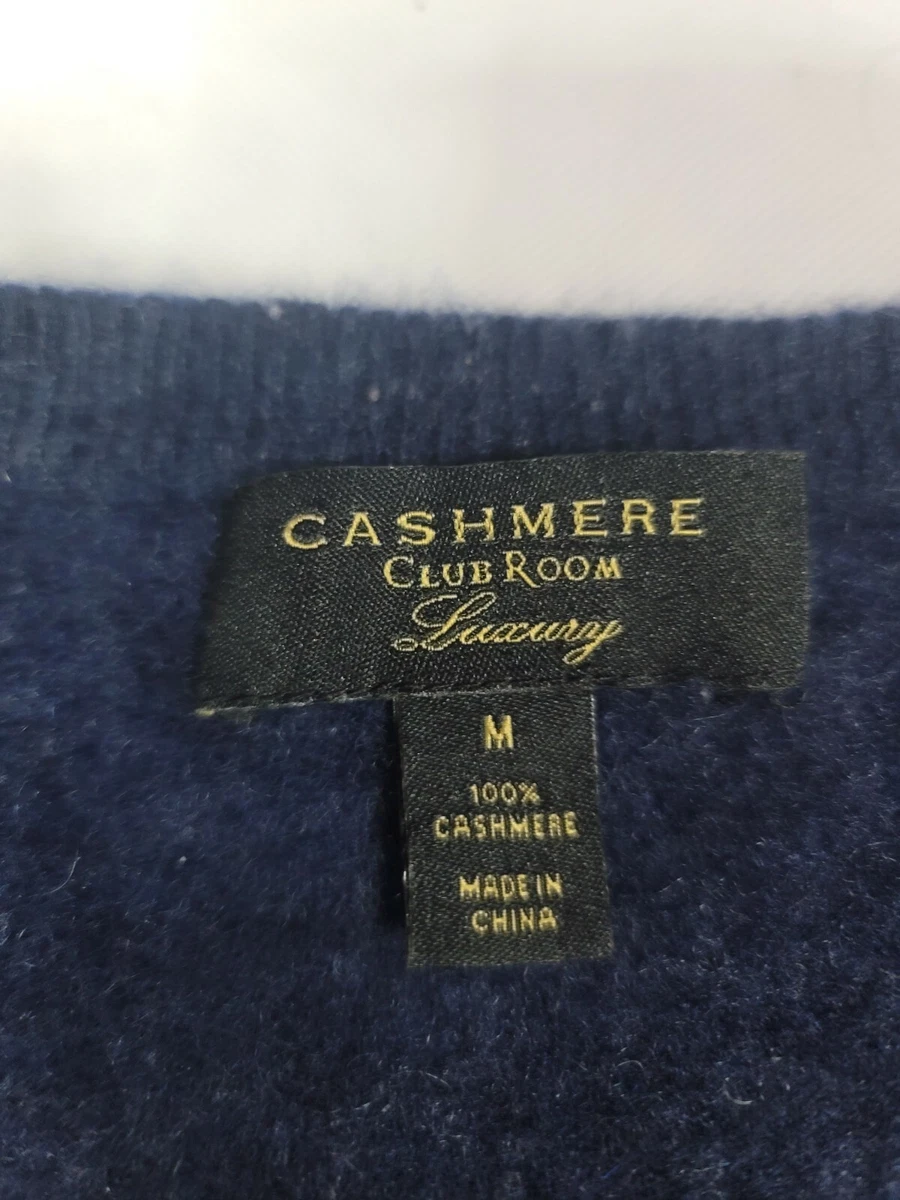 CASHMERE
CLUB ROOM
Luxury
M
100%
CASHMERE
MADE IN
CHINA